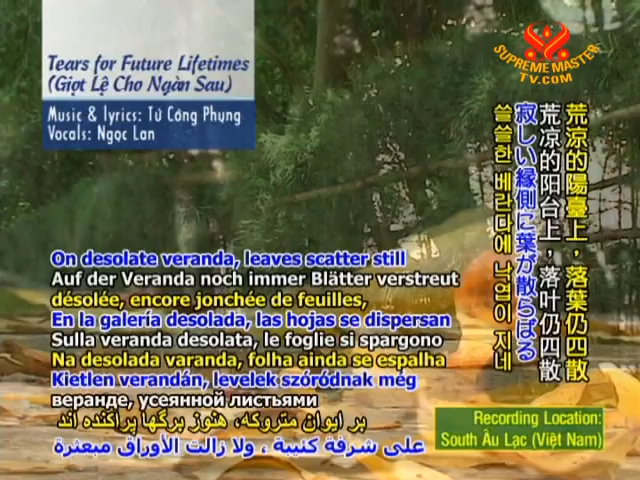 Tears for Future Lifetimes
(Giọt Lệ Cho Ngàn Sau)
Music & lyrics: Từ Công Phụng
Vocals: Ngọc Lan
SUPREME MASTER
TV.COM
荒涼的陽臺上，落葉仍四散
荒凉的阳台上，落叶仍四散
寂しい縁側に葉が散らばる
쓸쓸한 베란다에 낙엽이 지네
On desolate veranda, leaves scatter still
Auf der Veranda noch immer Blätter verstreut
désolée, encore jonchée de feuilles,
En la galería desolada, las hojas se dispersan
Sulla veranda desolata, le foglie si spargono
Na desolada varanda, folha ainda se espalha
Kietlen verandán, levelek szóródnak még
веранде, усеянной листьями
بر ایوان متروکه، هنوز برگها پراکنده اند
على شرفة كئيبة ، ولا زالت الأوراق مبعثرة
Recording Location:
South Âu Lạc (Việt Nam)